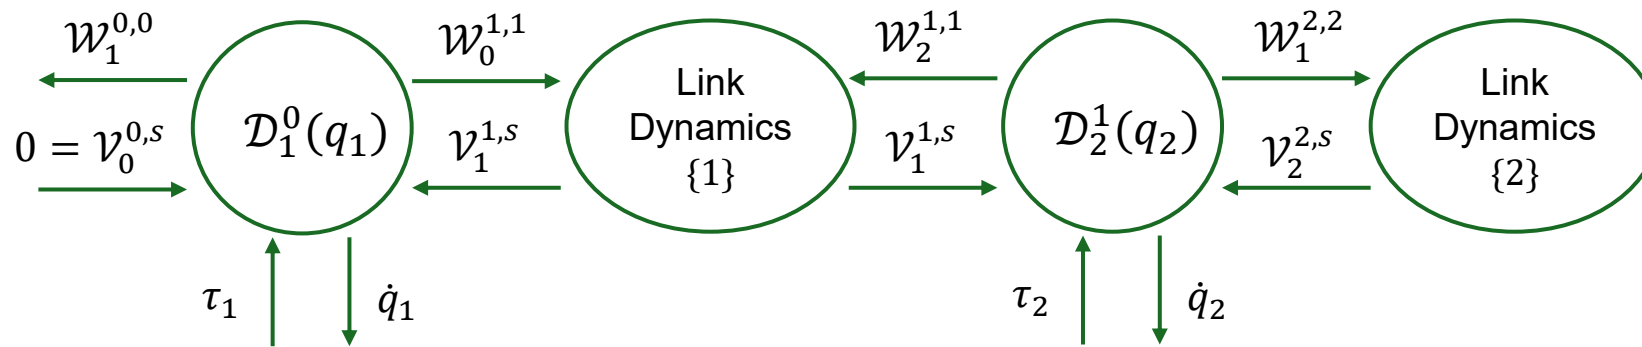 𝒲₁^{0,0}
𝒲₀^{1,1}
𝒲₂^{1,1}
𝒲₁^{2,2}
0 = 𝒱₀^{0,s}
𝒟₁⁰(q₁)
𝒱₁^{1,s}
Link
Dynamics
{1}
𝒱₁^{1,s}
𝒟₂¹(q₂)
𝒱₂^{2,s}
Link
Dynamics
{2}
τ₁
q̇₁
τ₂
q̇₂